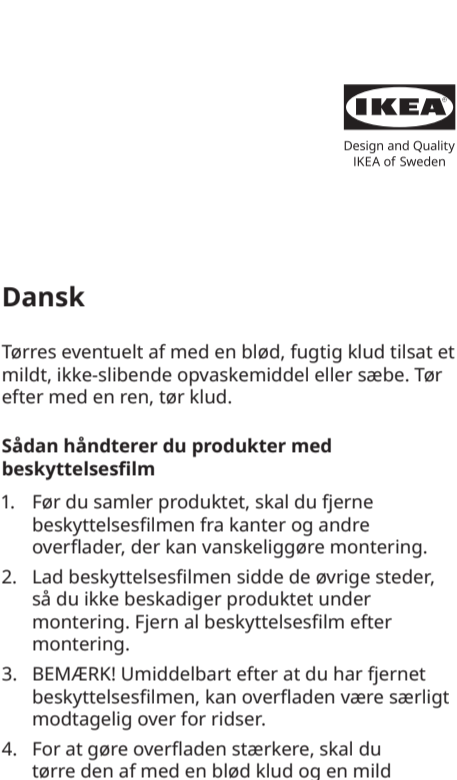 IKEA®
Design and Quality
IKEA of Sweden
Dansk
Tørres eventuelt af med en blød, fugtig klud tilsat et
mildt, ikke-slibende opvaskemiddel eller sæbe. Tør
efter med en ren, tør klud.
Sådan håndterer du produkter med
beskyttelsesfilm
1. Før du samler produktet, skal du fjerne
beskyttelsesfilmen fra kanter og andre
overflader, der kan vanskeliggøre montering.
2. Lad beskyttelsesfilmen sidde de øvrige steder,
så du ikke beskadiger produktet under
montering. Fjern al beskyttelsesfilm efter
montering.
3. BEMÆRK! Umiddelbart efter at du har fjernet
beskyttelsesfilmen, kan overfladen være særligt
modtagelig over for ridser.
4. For at gøre overfladen stærkere, skal du
tørre den af med en blød klud og en mild